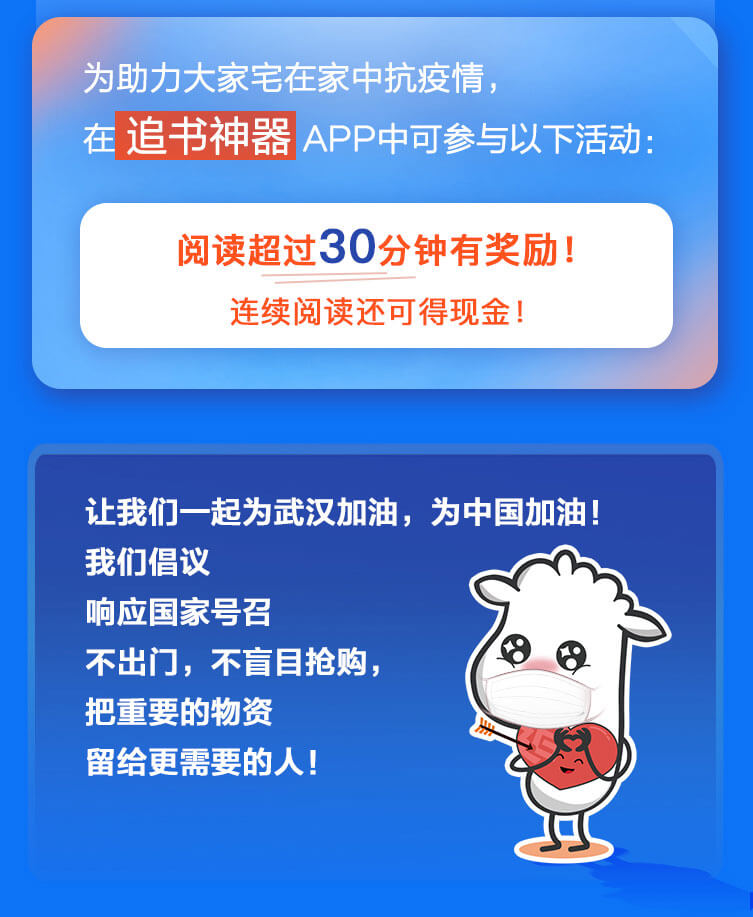 为助力大家宅在家中抗疫情，
在 追书神器 APP中可参与以下活动：
阅读超过30分钟有奖励！
连续阅读还可得现金！
让我们一起为武汉加油，为中国加油！
我们倡议
响应国家号召
不出门，不盲目抢购，
把重要的物资
留给更需要的人！